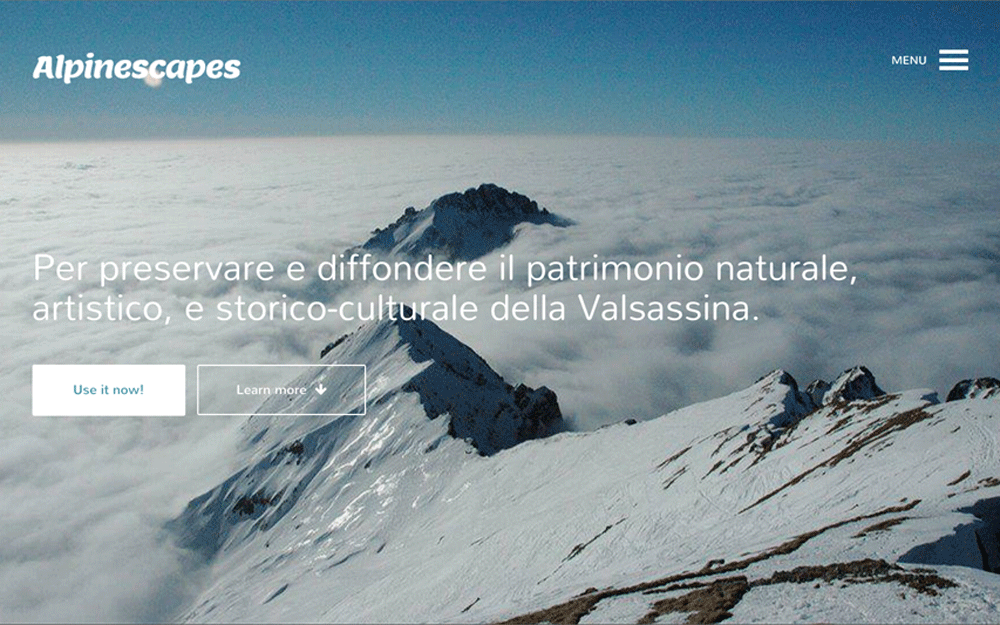 Alpinescapes
MENU
Per preservare e diffondere il patrimonio naturale,
artistico, e storico-culturale della Valsassina.
Use it now!
Learn more